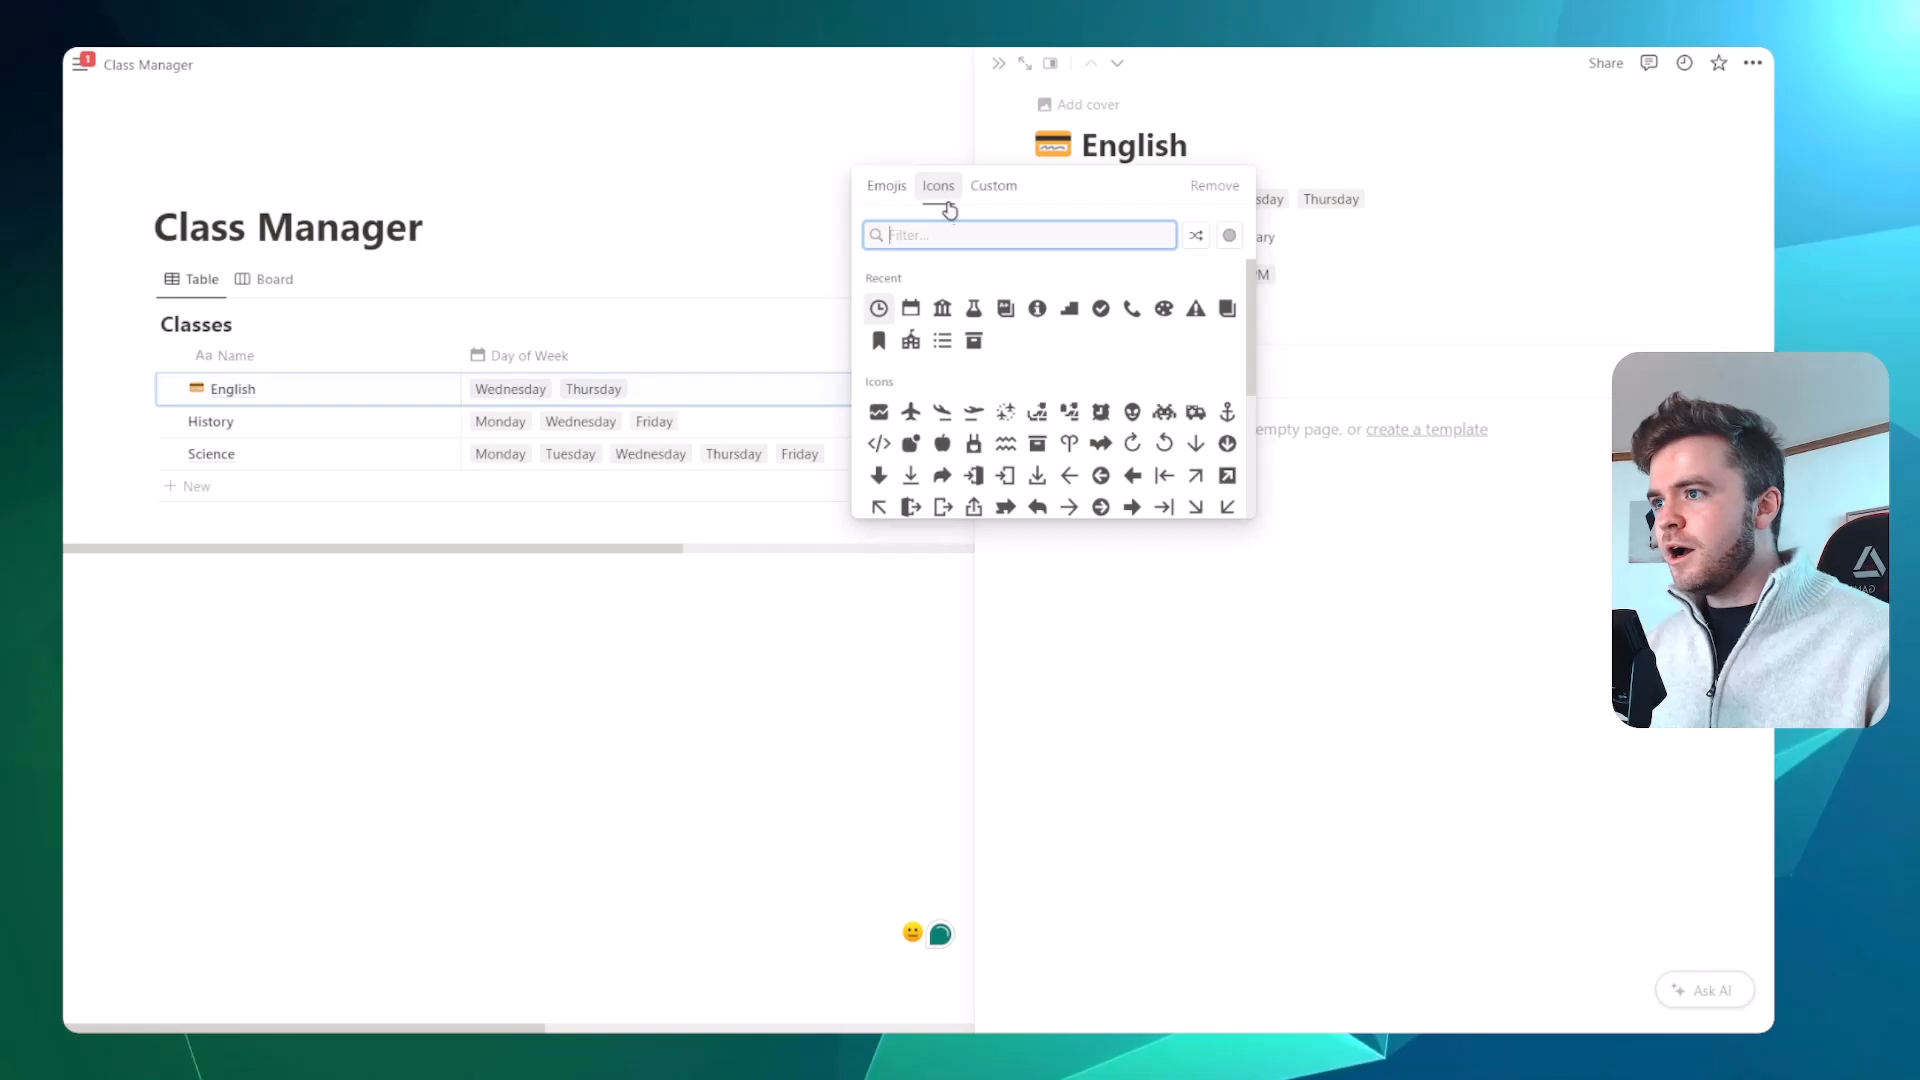 1
Class Manager
Share
Add cover
English
Emojis Icons Custom Remove
sday Thursday
Filter...
ary
Class Manager
Recent
PM
Table Board
Classes
Icons
Aa Name Day of Week
English Wednesday Thursday
History Monday Wednesday Friday
empty page, or create a template
Science Monday Tuesday Wednesday Thursday Friday
+ New
Ask AI